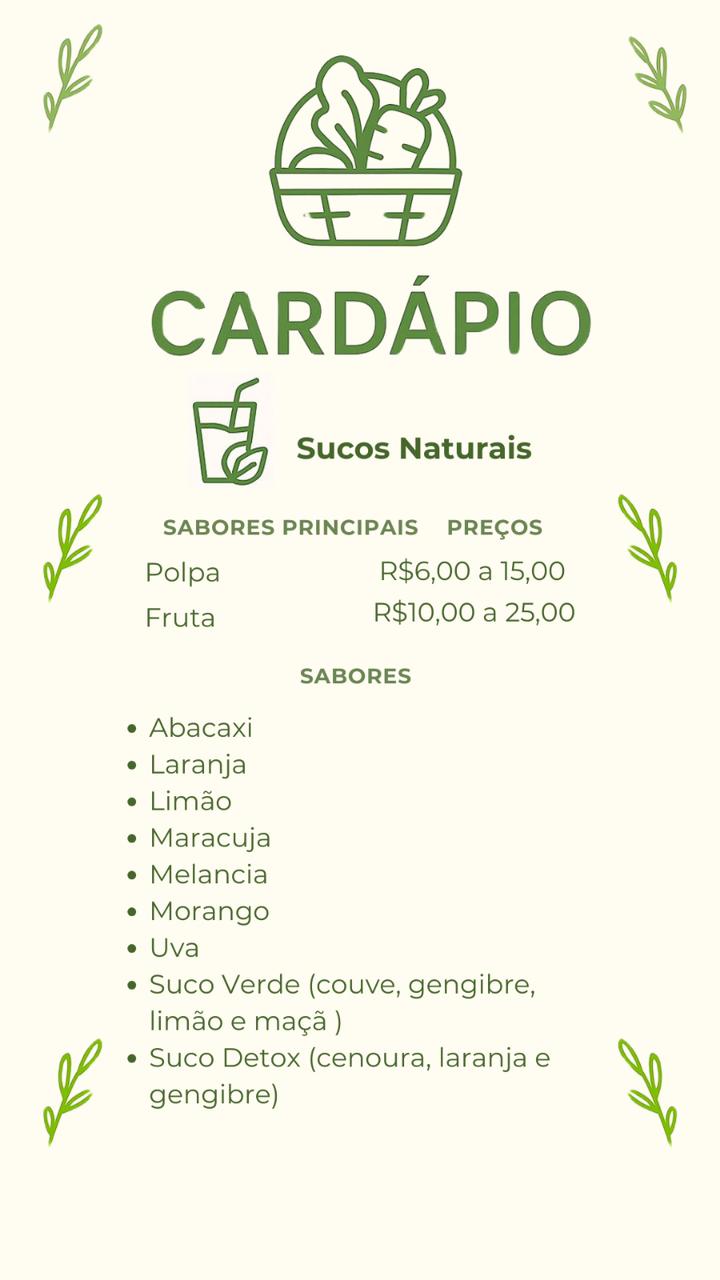 CARDÁPIO
Sucos Naturais
SABORES PRINCIPAIS PREÇOS
Polpa R$6,00 a 15,00
Fruta R$10,00 a 25,00
SABORES
• Abacaxi
• Laranja
• Limão
• Maracuja
• Melancia
• Morango
• Uva
• Suco Verde (couve, gengibre,
limão e maçã )
• Suco Detox (cenoura, laranja e
gengibre)